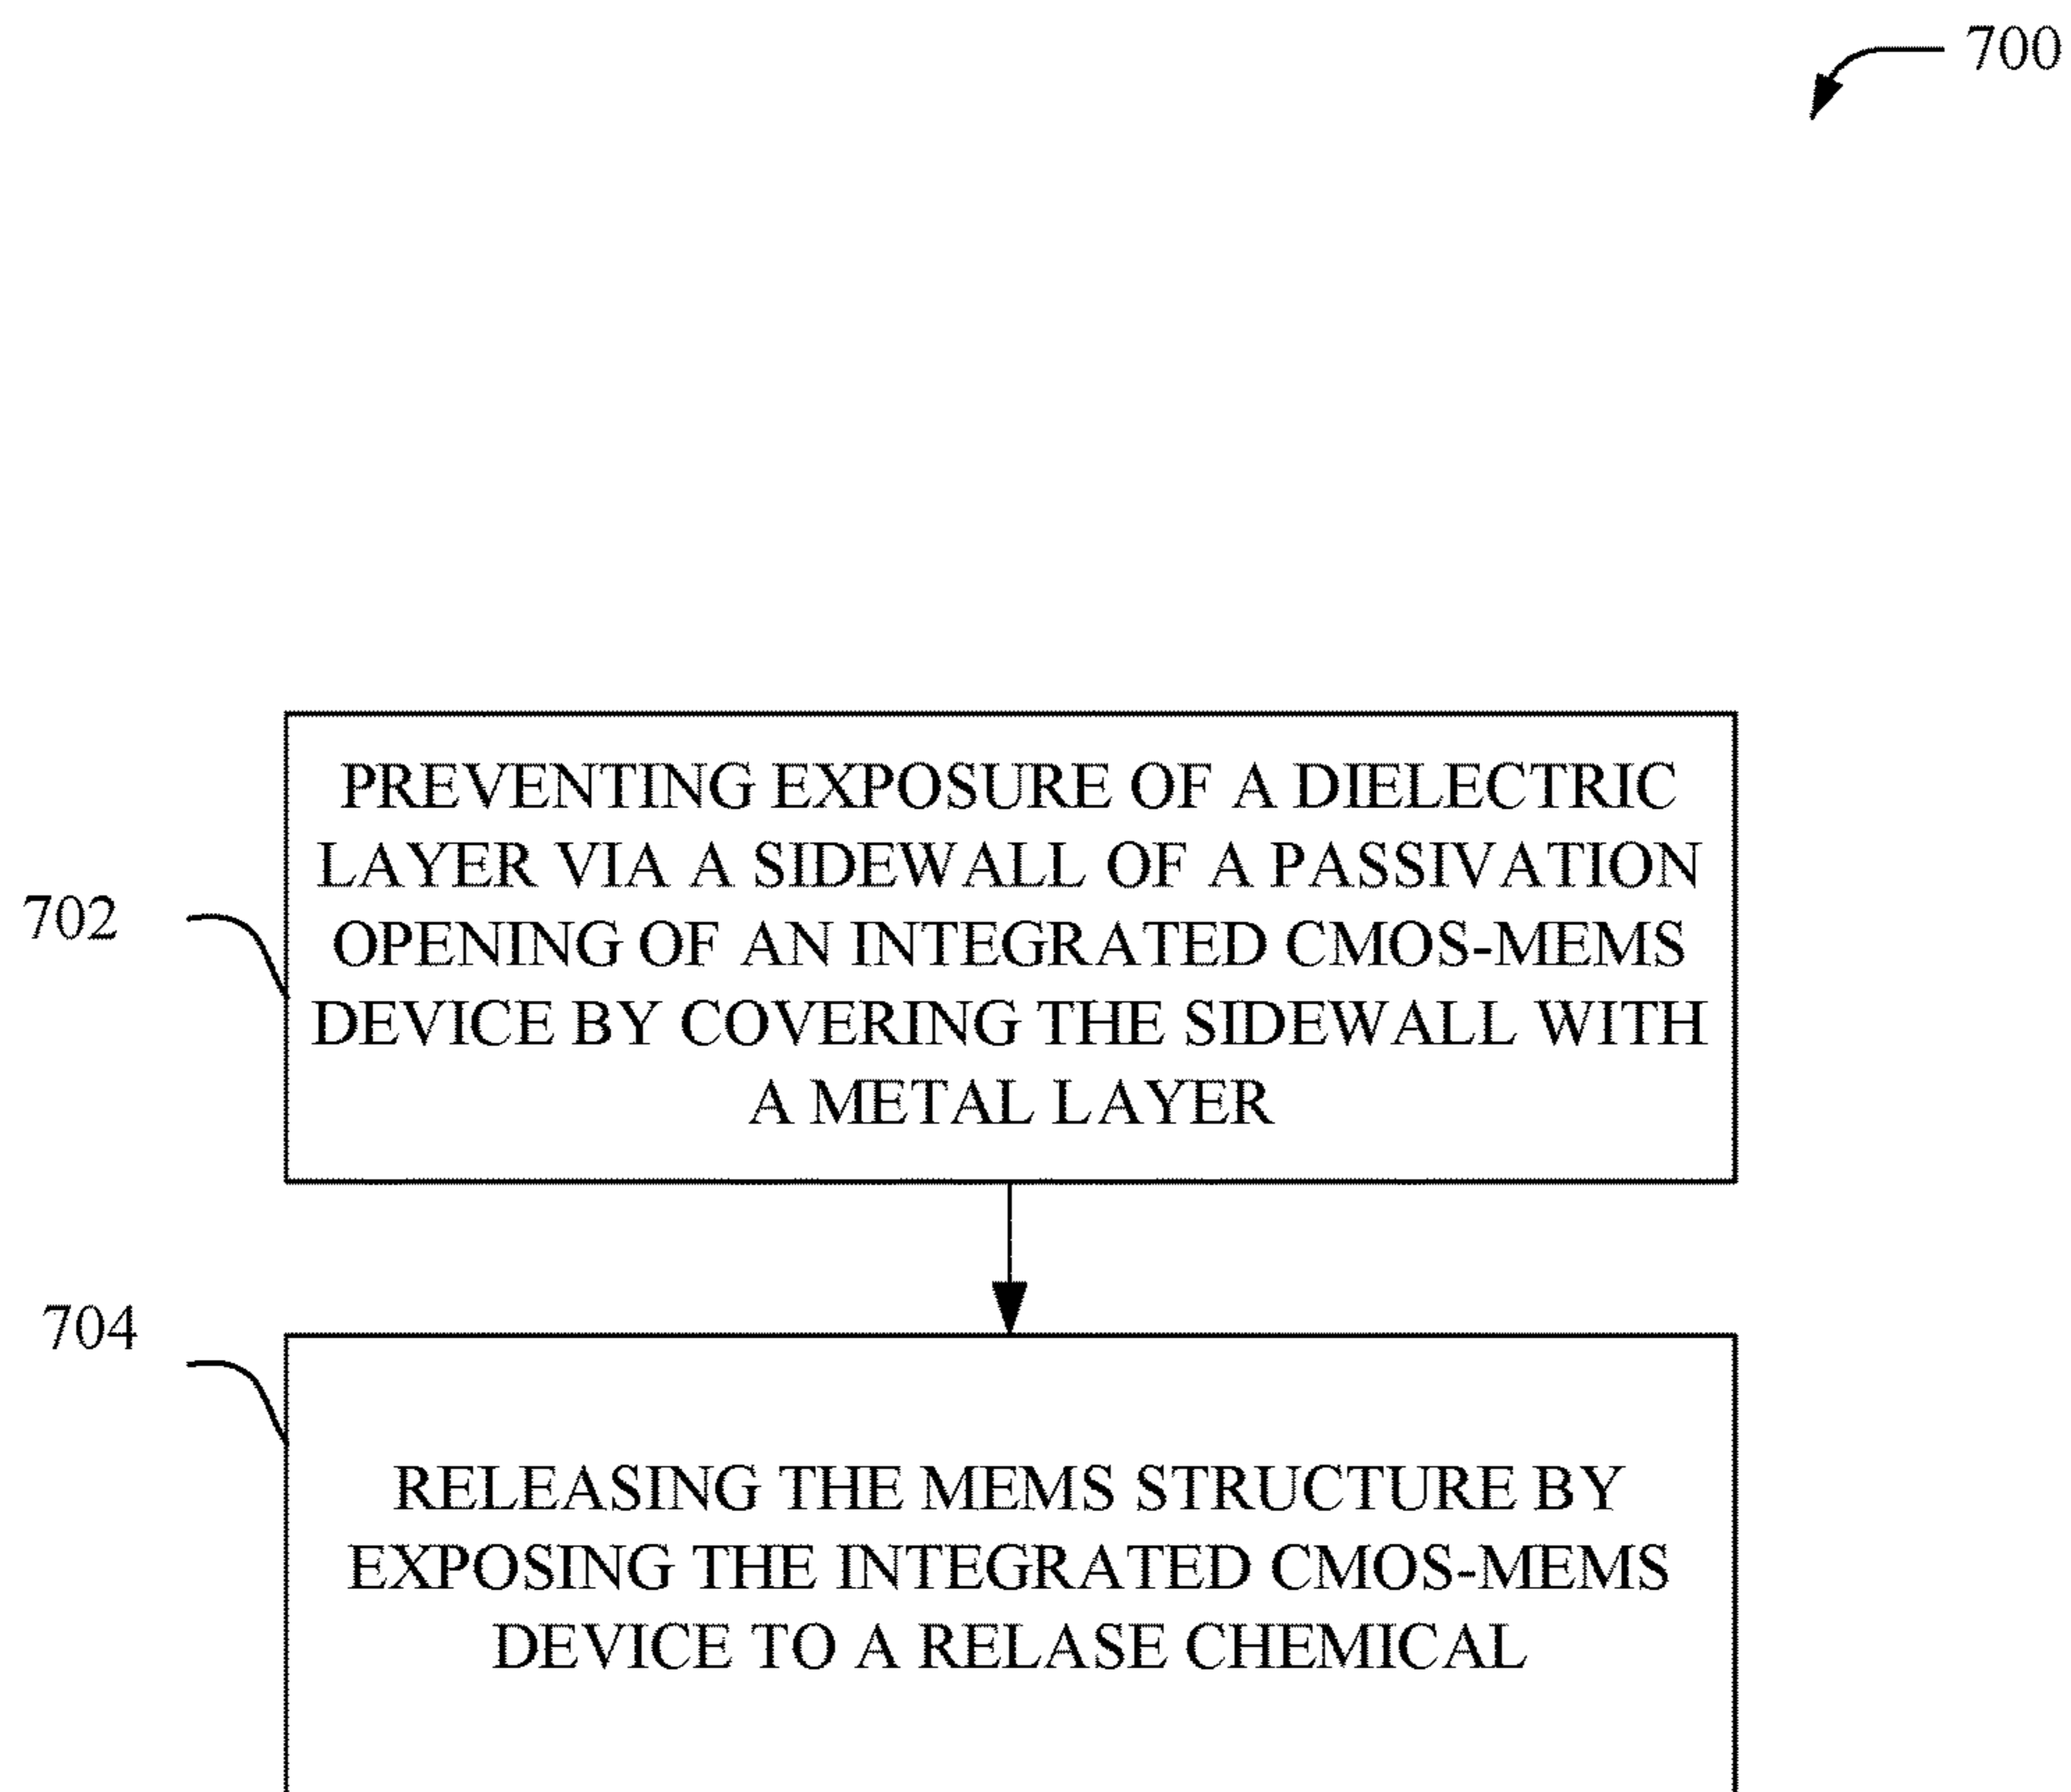 700
PREVENTING EXPOSURE OF A DIELECTRIC
LAYER VIA A SIDEWALL OF A PASSIVATION
OPENING OF AN INTEGRATED CMOS-MEMS
DEVICE BY COVERING THE SIDEWALL WITH
A METAL LAYER
702
704
RELEASING THE MEMS STRUCTURE BY
EXPOSING THE INTEGRATED CMOS-MEMS
DEVICE TO A RELASE CHEMICAL